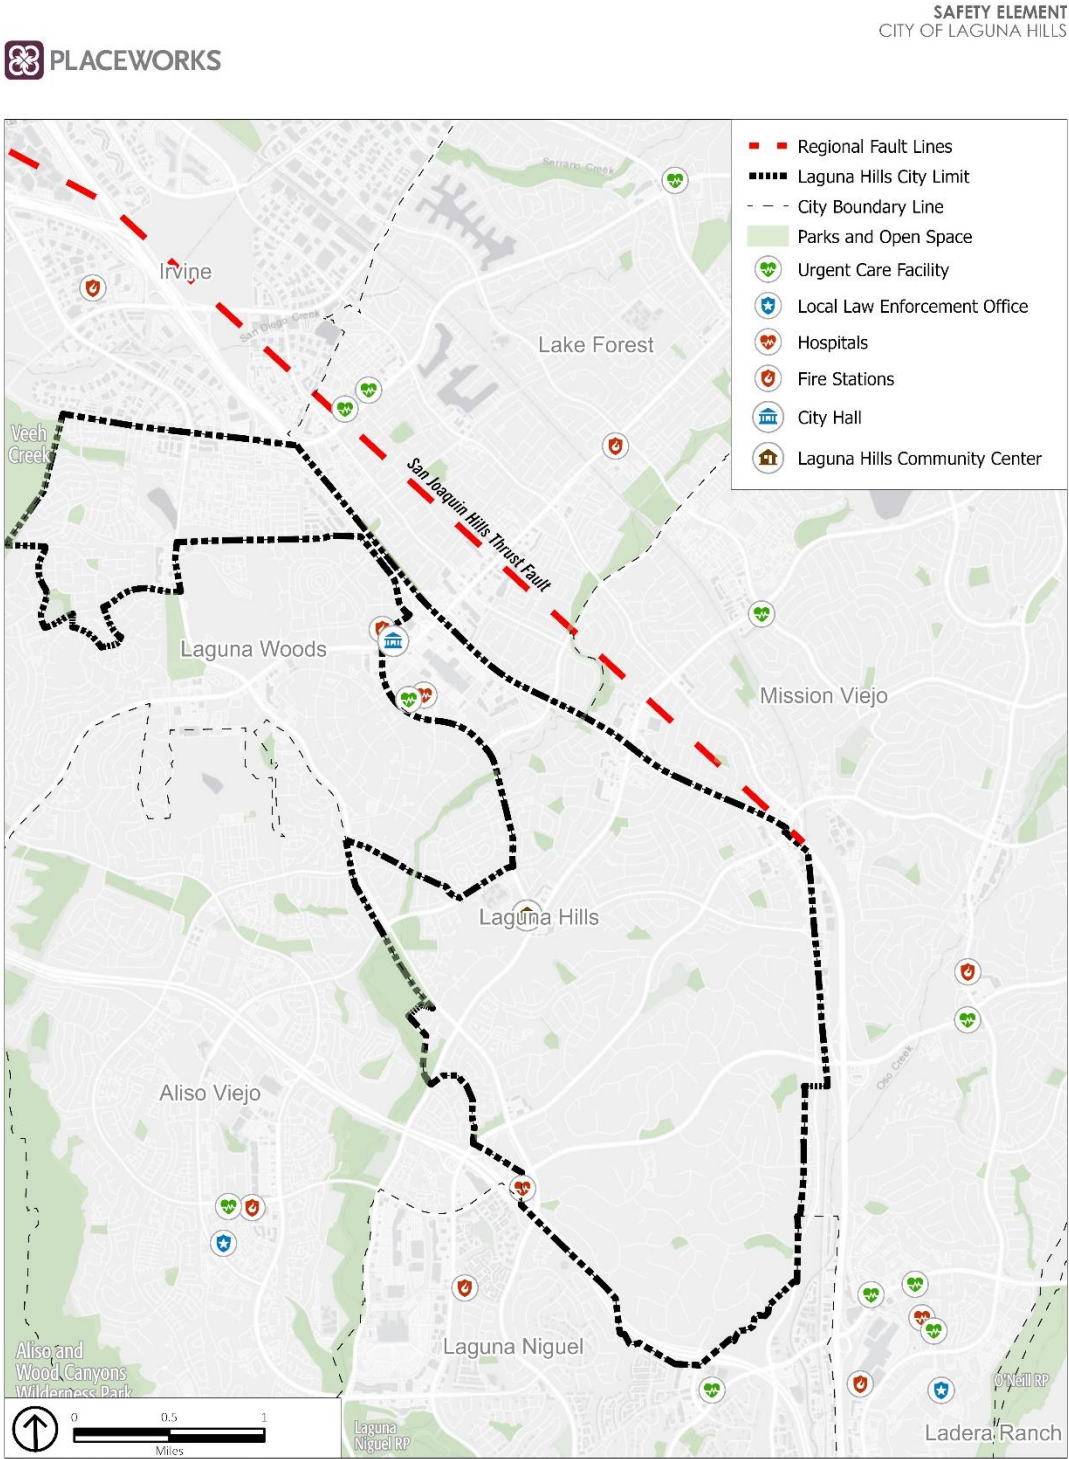 SAFETY ELEMENT
CITY OF LAGUNA HILLS
PLACEWORKS
Regional Fault Lines
Laguna Hills City Limit
City Boundary Line
Parks and Open Space
Urgent Care Facility
Local Law Enforcement Office
Hospitals
Fire Stations
City Hall
Laguna Hills Community Center
Serrano Creek
Irvine
San Diego Creek
Lake Forest
Veeh
Creek
San Joaquin Hills Thrust Fault
Laguna Woods
Mission Viejo
Laguna Hills
Oso Creek
Aliso Viejo
Laguna Niguel
Aliso and
Wood Canyons
Wilderness Park
O'Neill RP
Laguna
Niguel RP
Ladera Ranch
0 0.5 1
Miles